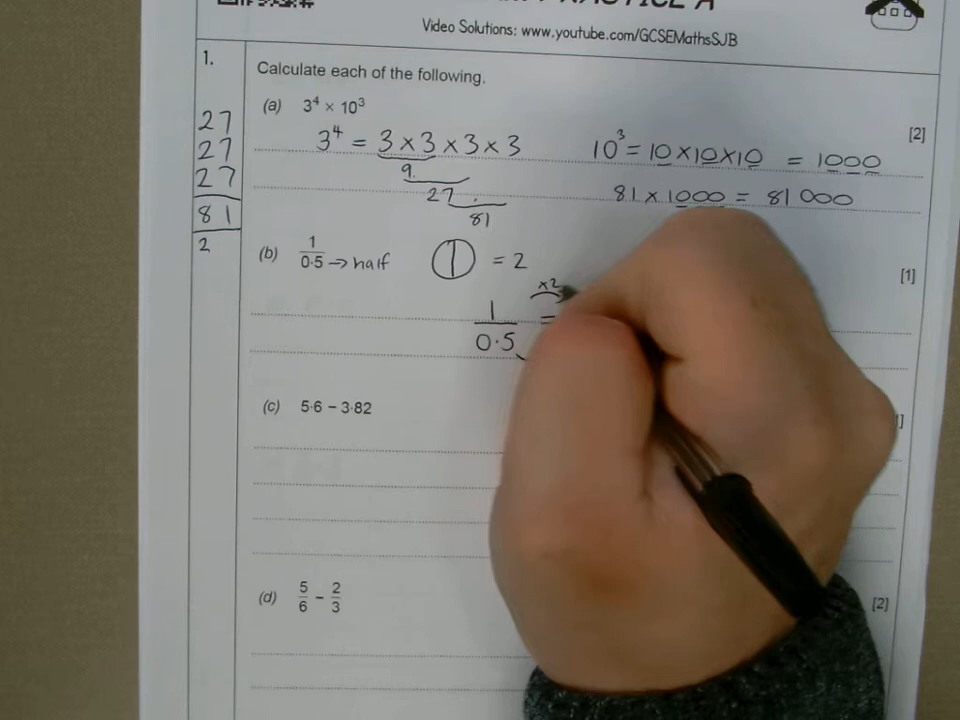 Video Solutions: www.youtube.com/GCSEMathsSJB
1.
Calculate each of the following.
(a) 3⁴ × 10³
[2]
3⁴ = 3 × 3 × 3 × 3
9
27
81
10³ = 10 × 10 × 10 = 1000
81 × 1000 = 81 000
27
27
27
81
2
(b) 1/0·5 → half
= 2
[1]
×2
1/0·5 =
(c) 5·6 − 3·82
(d) 5/6 − 2/3
[2]